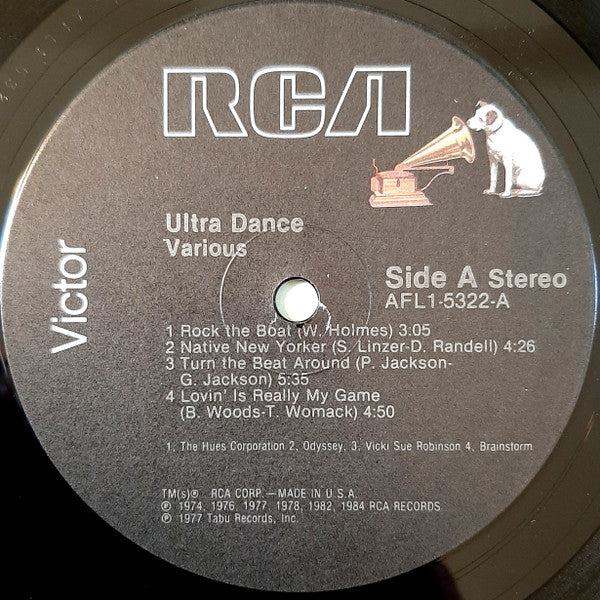 RCA
Victor
Ultra Dance
Various
Side A Stereo
AFL1-5322-A
1 Rock the Boat (W. Holmes) 3:05
2 Native New Yorker (S. Linzer-D. Randell) 4:26
3 Turn the Beat Around (P. Jackson-
G. Jackson) 5:35
4 Lovin' Is Really My Game
(B. Woods-T. Womack) 4:50
1. The Hues Corporation 2. Odyssey, 3. Vicki Sue Robinson 4. Brainstorm
TM(s)® RCA CORP.—MADE IN U.S.A.
℗ 1974, 1976, 1977, 1978, 1982, 1984 RCA RECORDS
℗ 1977 Tabu Records, Inc.